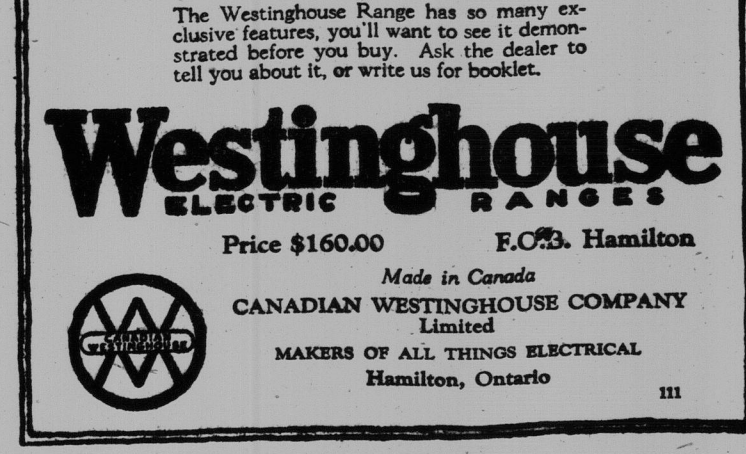 The Westinghouse Range has so many ex-
clusive features, you'll want to see it demon-
strated before you buy. Ask the dealer to
tell you about it, or write us for booklet.
Westinghouse
ELECTRIC RANGES
Price $160.00 F.O.B. Hamilton
Made in Canada
CANADIAN WESTINGHOUSE COMPANY
Limited
MAKERS OF ALL THINGS ELECTRICAL
Hamilton, Ontario
111
W
CANADIAN
WESTINGHOUSE